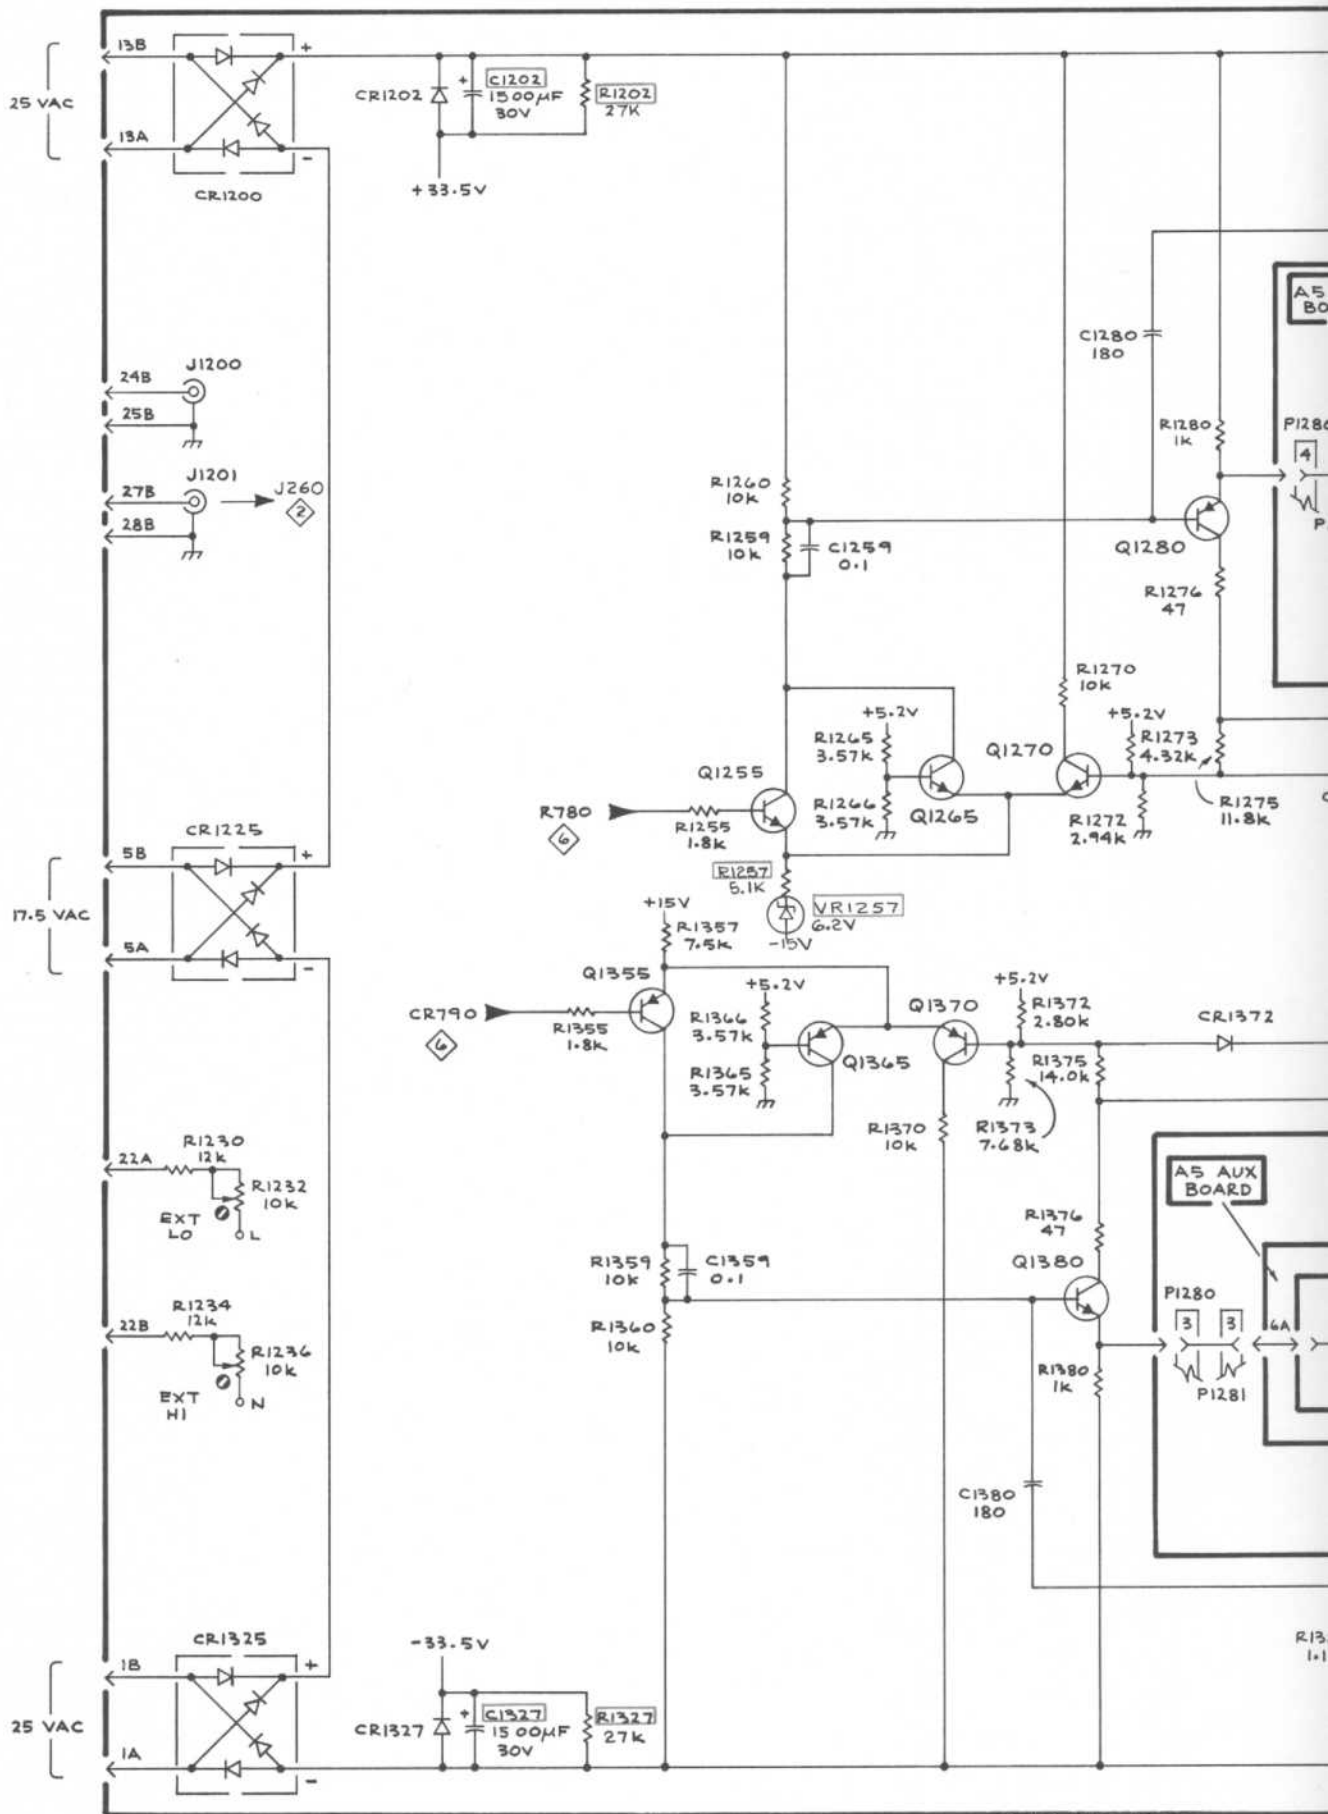 13B
25 VAC
13A
+
-
CR1200
CR1202
+
C1202
1500µF
30V
R1202
27K
+33.5V
24B
J1200
25B
27B
J1201
28B
J260
2
C1280
180
A5
BO
R1280
1K
P1280
4
P
R1260
10K
R1259
10K
C1259
0.1
Q1280
R1276
47
R1270
10K
+5.2V
R1265
3.57K
Q1270
+5.2V
R1273
4.32K
Q1255
R780
6
R1255
1.8K
R1266
3.57K
Q1265
R1272
2.94K
R1275
11.8K
CR1225
5B
17.5 VAC
5A
+
-
R1257
5.1K
VR1257
6.2V
-15V
+15V
R1357
7.5K
Q1355
+5.2V
Q1370
+5.2V
R1372
2.80K
CR1372
CR790
6
R1355
1.8K
R1366
3.57K
R1365
3.57K
Q1365
R1375
14.0K
R1370
10K
R1373
7.68K
22A
R1230
12K
R1232
10K
EXT
LO
L
A5 AUX
BOARD
R1376
47
R1359
10K
C1359
0.1
Q1380
22B
R1234
12K
R1236
10K
EXT
HI
N
R1360
10K
P1280
3
3
6A
P1281
R1380
1K
C1380
180
CR1325
1B
25 VAC
1A
+
-
-33.5V
CR1327
+
C1327
1500µF
30V
R1327
27K
R13
1.1